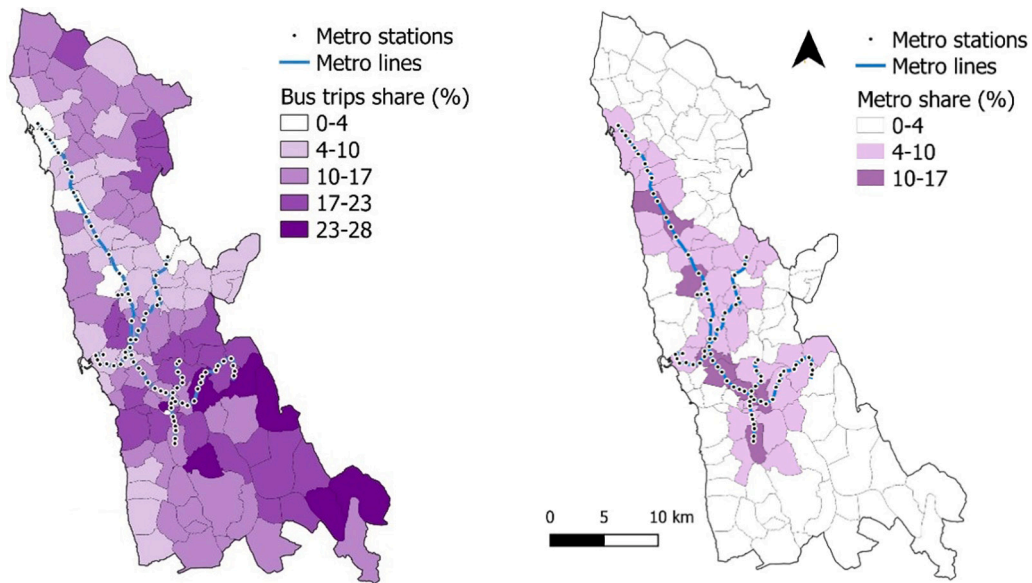 Metro stations
Metro lines
Bus trips share (%)
0-4
4-10
10-17
17-23
23-28
Metro stations
Metro lines
Metro share (%)
0-4
4-10
10-17
0 5 10 km